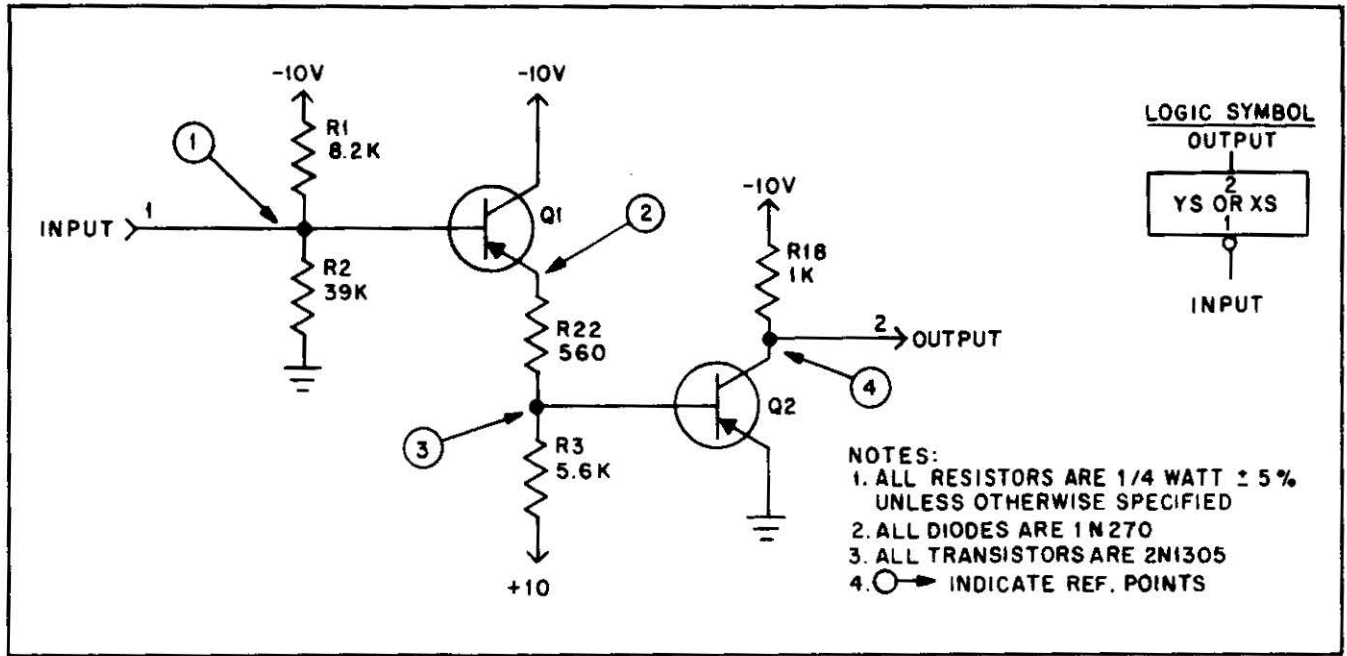 -10V
-10V
R1
8.2K
1
INPUT
1
Q1
2
R2
39K
R22
560
3
R3
5.6K
+10
-10V
R18
1K
2
OUTPUT
4
Q2
LOGIC SYMBOL
OUTPUT
2
YS OR XS
1
INPUT
NOTES:
1. ALL RESISTORS ARE 1/4 WATT ± 5%
UNLESS OTHERWISE SPECIFIED
2. ALL DIODES ARE 1N270
3. ALL TRANSISTORS ARE 2N1305
4. INDICATE REF. POINTS